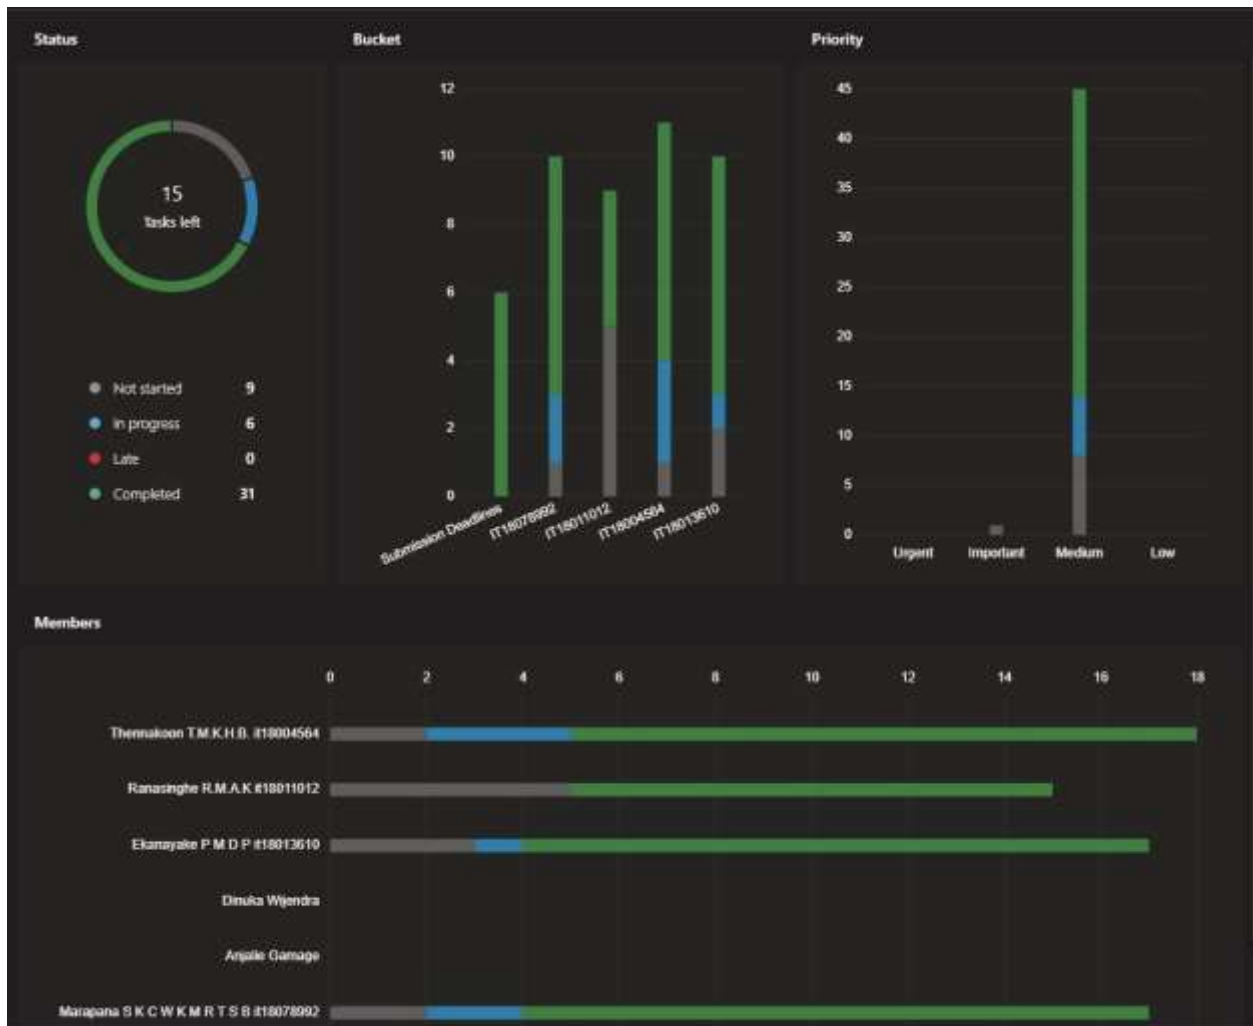 Status
15
Tasks left
Not started 9
In progress 6
Late 0
Completed 31
Bucket
12
10
8
6
4
2
0
Submission Deadlines
IT18078992
IT18011012
IT18004564
IT18013610
Priority
45
40
35
30
25
20
15
10
5
0
Urgent Important Medium Low
Members
0 2 4 6 8 10 12 14 16 18
Thennakoon T.M.K.H.B. it18004564
Ranasinghe R.M.A.K it18011012
Ekanayake P M D P it18013610
Dinuka Wijendra
Anjalie Gamage
Marapana S K C W K M R T S B it18078992